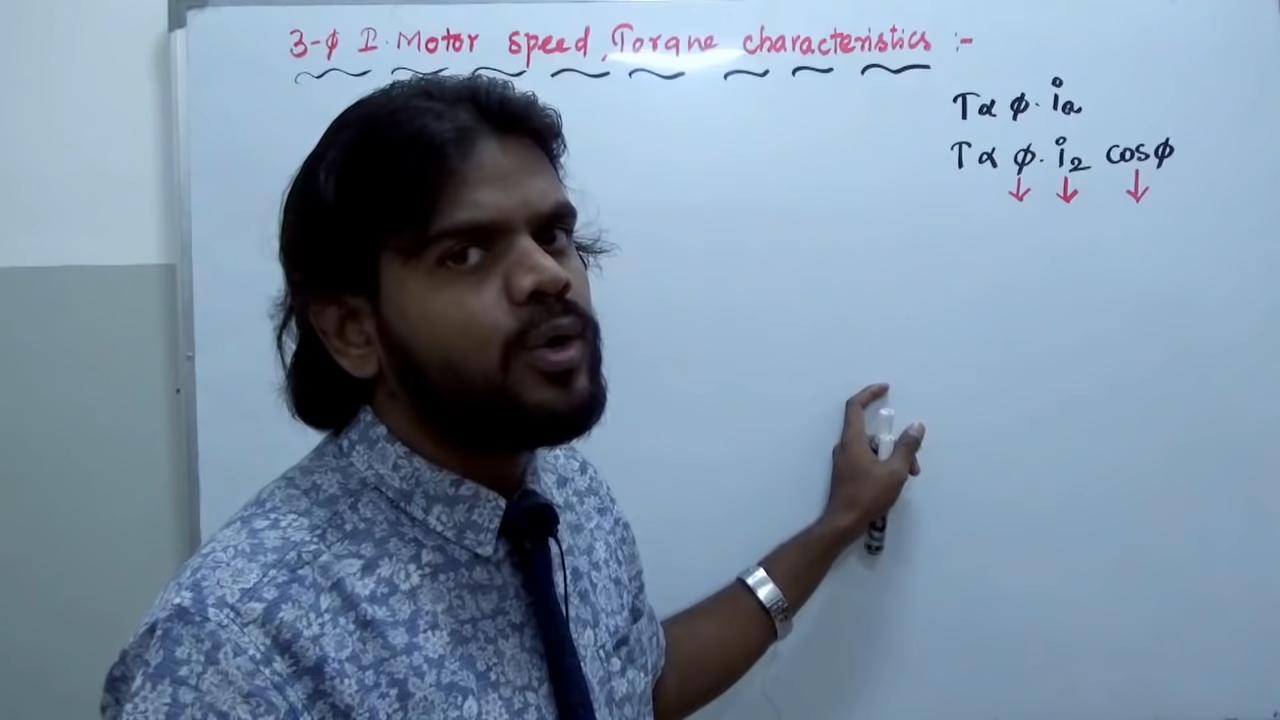 3-φ I. Motor speed, Torque characteristics :-
T α φ. ia
T α φ. i2 cosφ